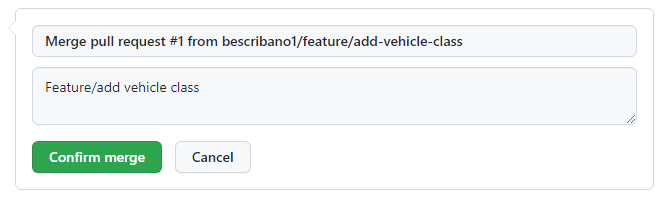 Merge pull request #1 from bescribano1/feature/add-vehicle-class
Feature/add vehicle class
Confirm merge
Cancel